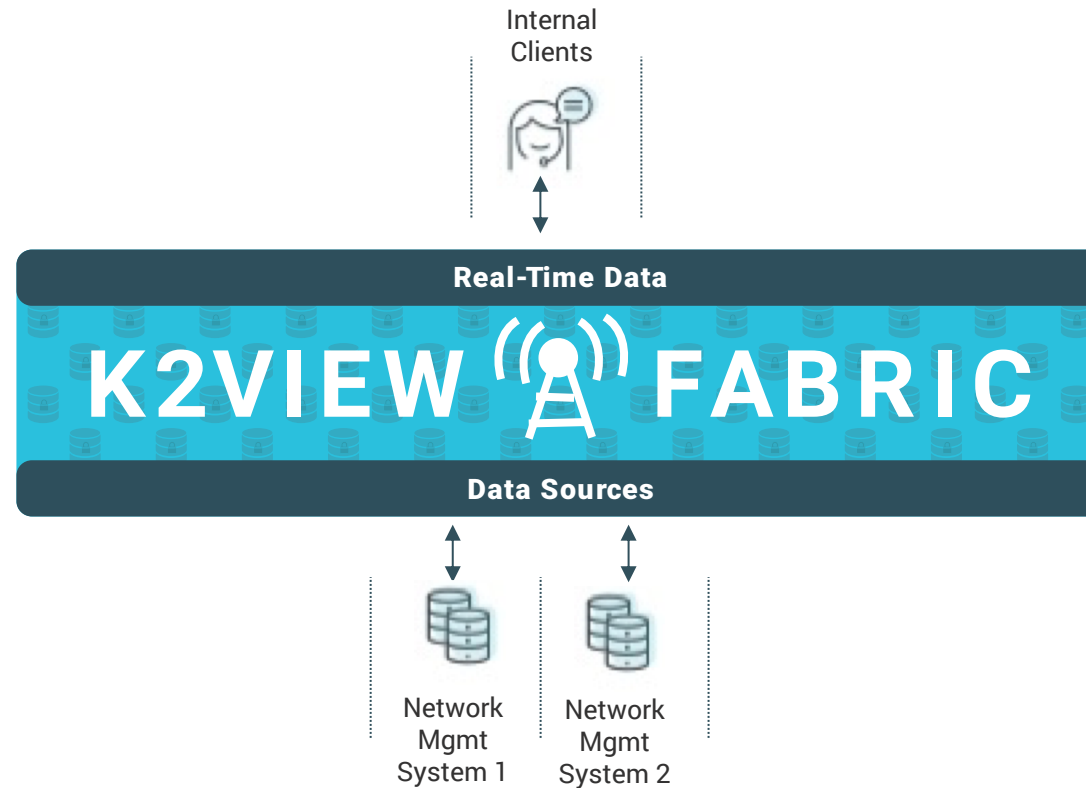 Internal
Clients
Real-Time Data
K2VIEW FABRIC
Data Sources
Network
Mgmt
System 1
Network
Mgmt
System 2